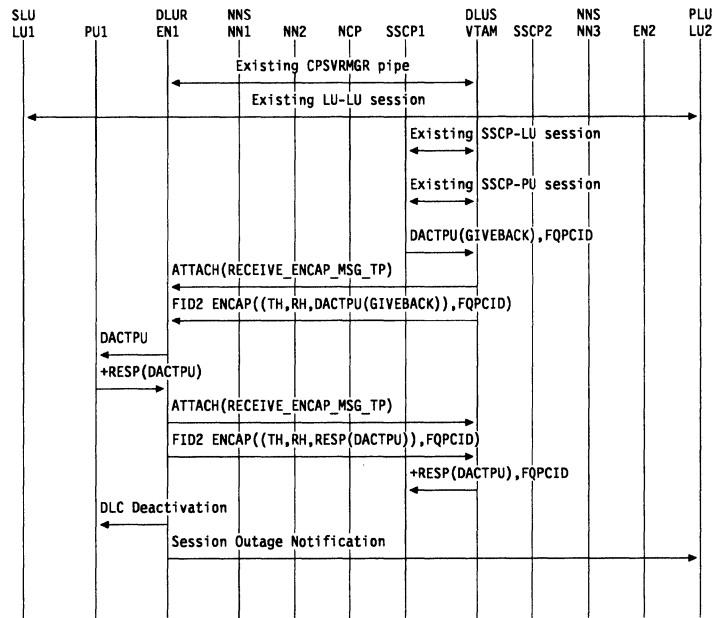 SLU DLUR NNS DLUS NNS PLU
LU1 PU1 EN1 NN1 NN2 NCP SSCP1 VTAM SSCP2 NN3 EN2 LU2
Existing CPSVRMGR pipe
Existing LU-LU session
Existing SSCP-LU session
Existing SSCP-PU session
DACTPU(GIVEBACK),FQPCID
ATTACH(RECEIVE_ENCAP_MSG_TP)
FID2 ENCAP((TH,RH,DACTPU(GIVEBACK)),FQPCID)
DACTPU
+RESP(DACTPU)
ATTACH(RECEIVE_ENCAP_MSG_TP)
FID2 ENCAP((TH,RH,RESP(DACTPU)),FQPCID)
+RESP(DACTPU),FQPCID
DLC Deactivation
Session Outage Notification